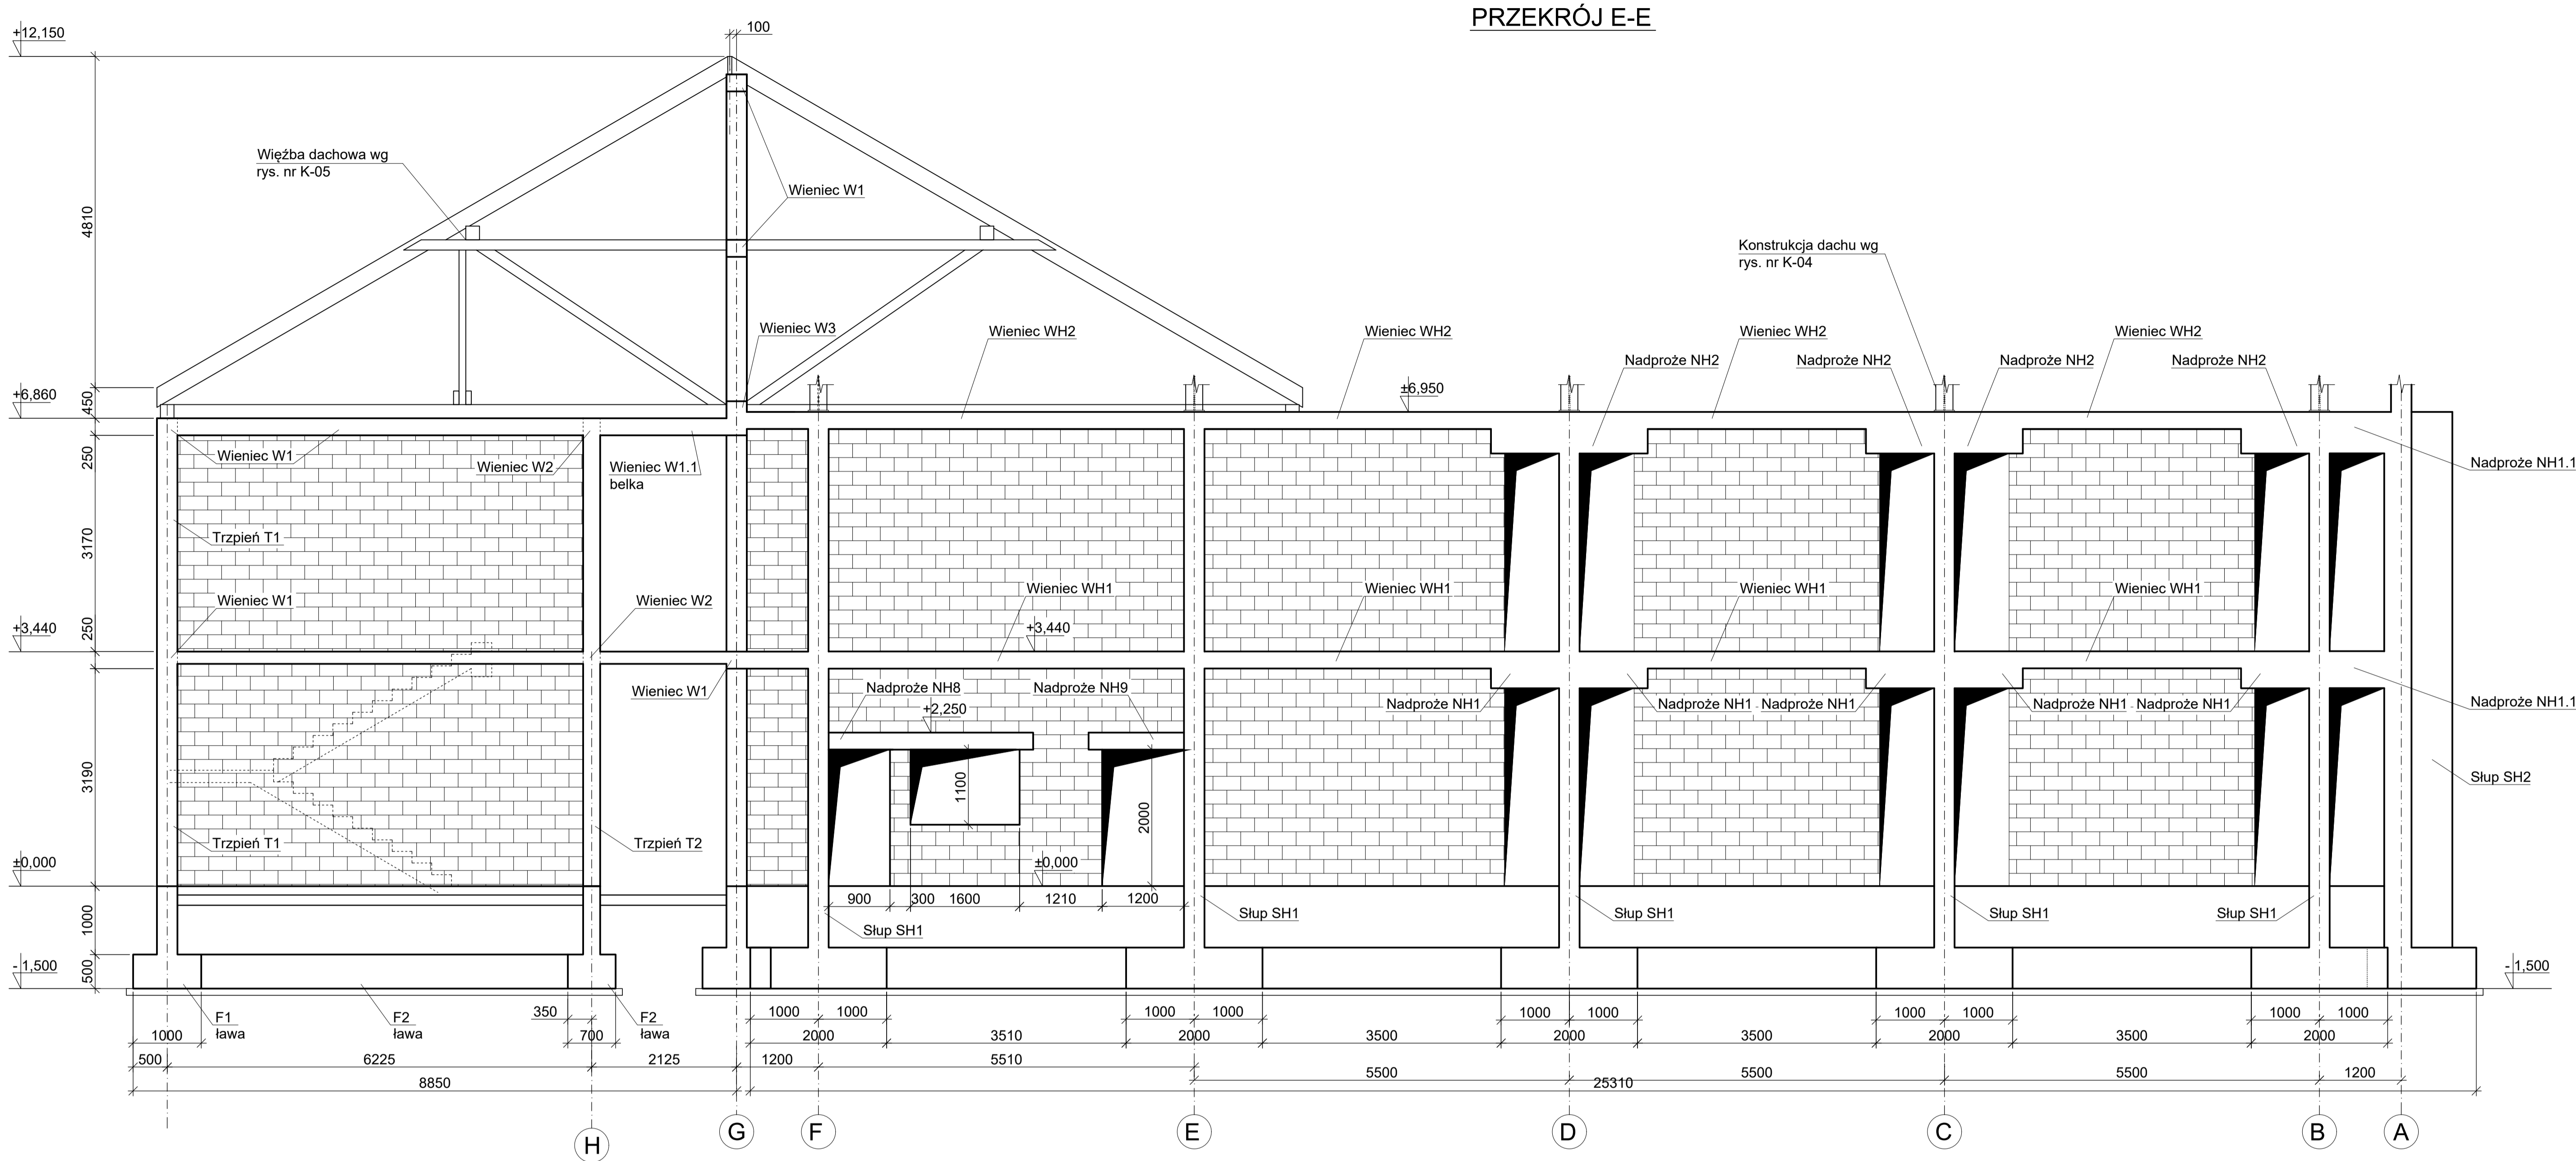 PRZEKRÓJ E-E
+12,150
100
Więźba dachowa wg
rys. nr K-05
Wieniec W1
4810
Konstrukcja dachu wg
rys. nr K-04
Wieniec W3
Wieniec WH2
Wieniec WH2
Wieniec WH2
Wieniec WH2
Nadproże NH2
Nadproże NH2
Nadproże NH2
Nadproże NH2
+6,860
450
±6,950
250
Wieniec W1
Wieniec W2
Wieniec W1.1
belka
Nadproże NH1.1
3170
Trzpień T1
Wieniec W1
Wieniec W2
Wieniec WH1
Wieniec WH1
Wieniec WH1
Wieniec WH1
+3,440
250
+3,440
Wieniec W1
Nadproże NH8
Nadproże NH9
+2,250
Nadproże NH1
Nadproże NH1
Nadproże NH1
Nadproże NH1
Nadproże NH1
Nadproże NH1.1
3190
1100
2000
Słup SH2
Trzpień T1
Trzpień T2
±0,000
±0,000
900
300
1600
1210
1200
1000
Słup SH1
Słup SH1
Słup SH1
Słup SH1
Słup SH1
- 1,500
500
- 1,500
F1
ława
F2
ława
350
F2
ława
1000
1000
1000
1000
1000
1000
1000
1000
1000
1000
1000
700
2000
3510
2000
3500
2000
3500
2000
3500
2000
500
6225
2125
1200
5510
5500
5500
5500
1200
8850
25310
H
G
F
E
D
C
B
A